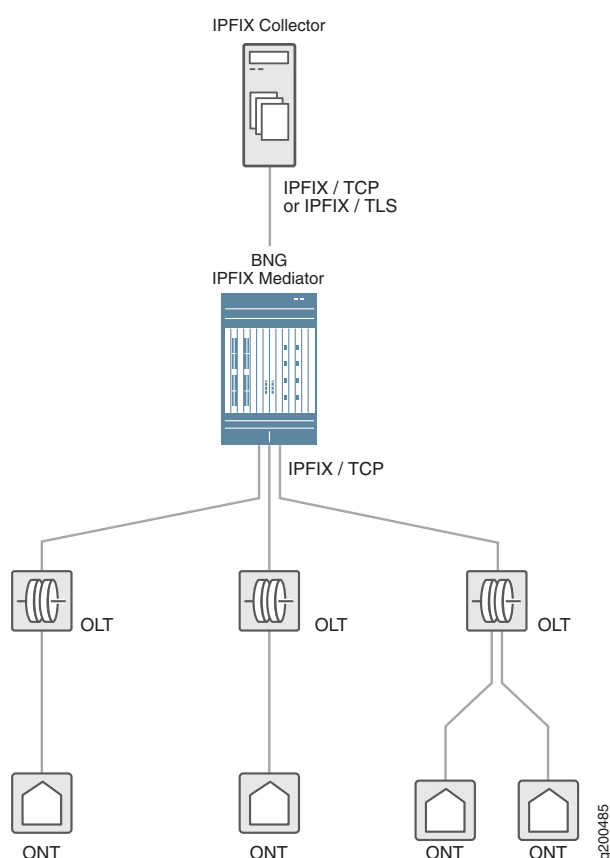 IPFIX Collector
IPFIX / TCP
or IPFIX / TLS
BNG
IPFIX Mediator
IPFIX / TCP
OLT
OLT
OLT
ONT
ONT
ONT
ONT
g200485